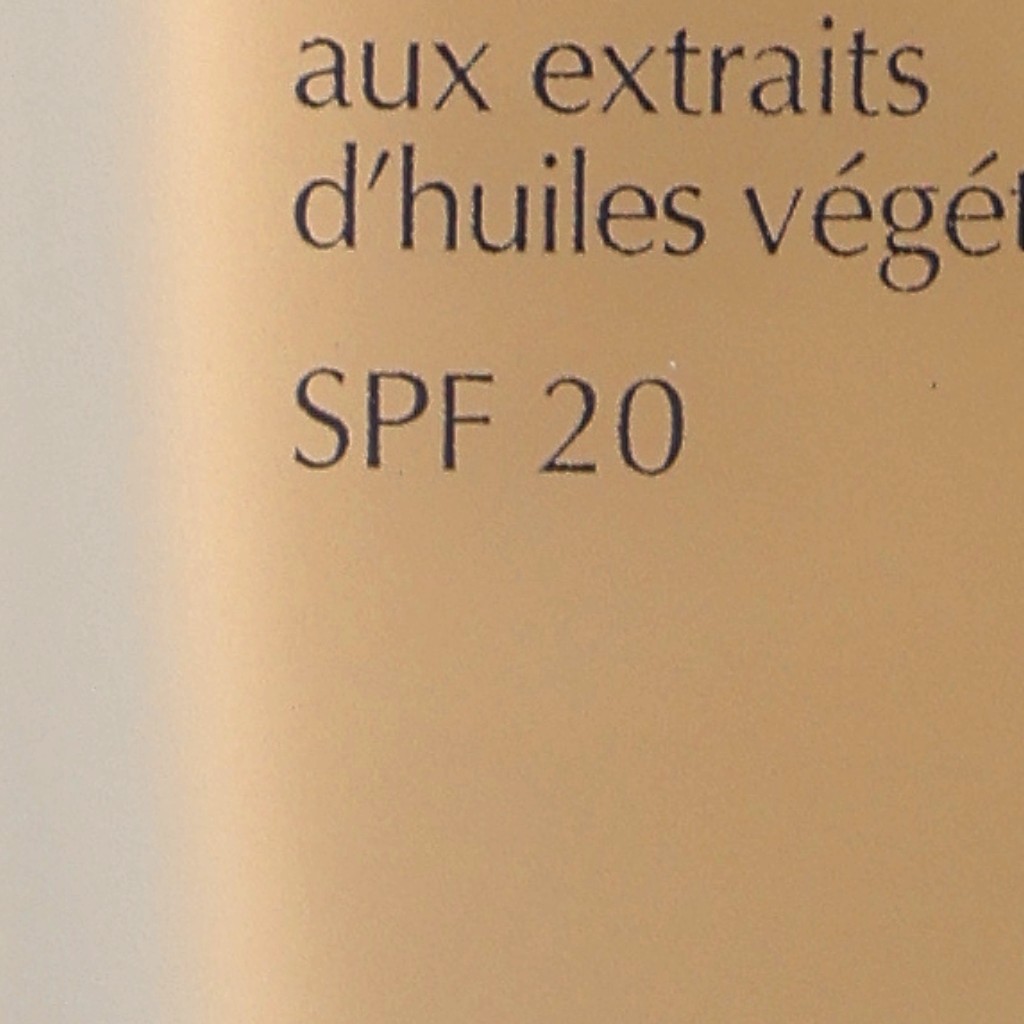 aux extraits
d'huiles
SPF 20